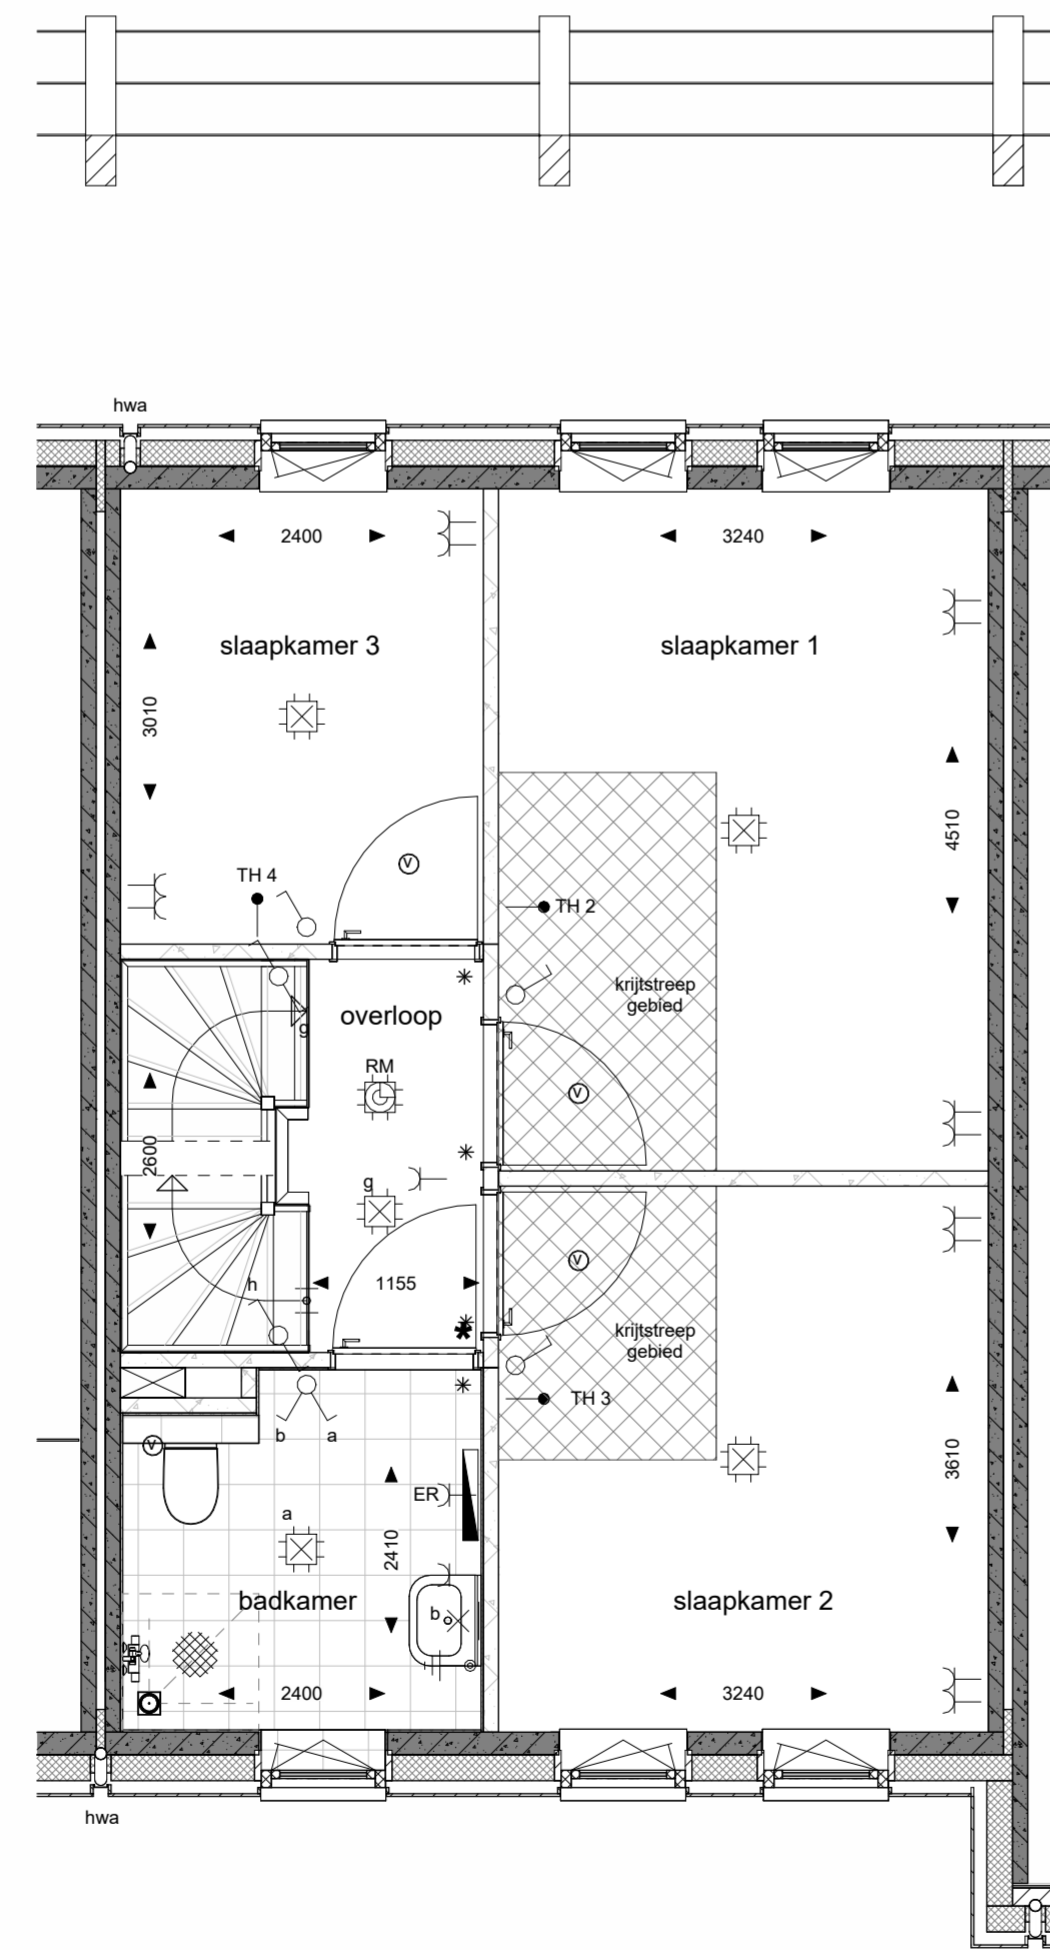 hwa
2400
3240
slaapkamer 3
slaapkamer 1
3010
4510
TH 4
V
TH 2
krijtstreep
gebied
g
overloop
RM
V
2600
g
h
1155
V
krijtstreep
gebied
TH 3
b
a
V
ER
3610
a
2410
badkamer
b
slaapkamer 2
2400
3240
hwa